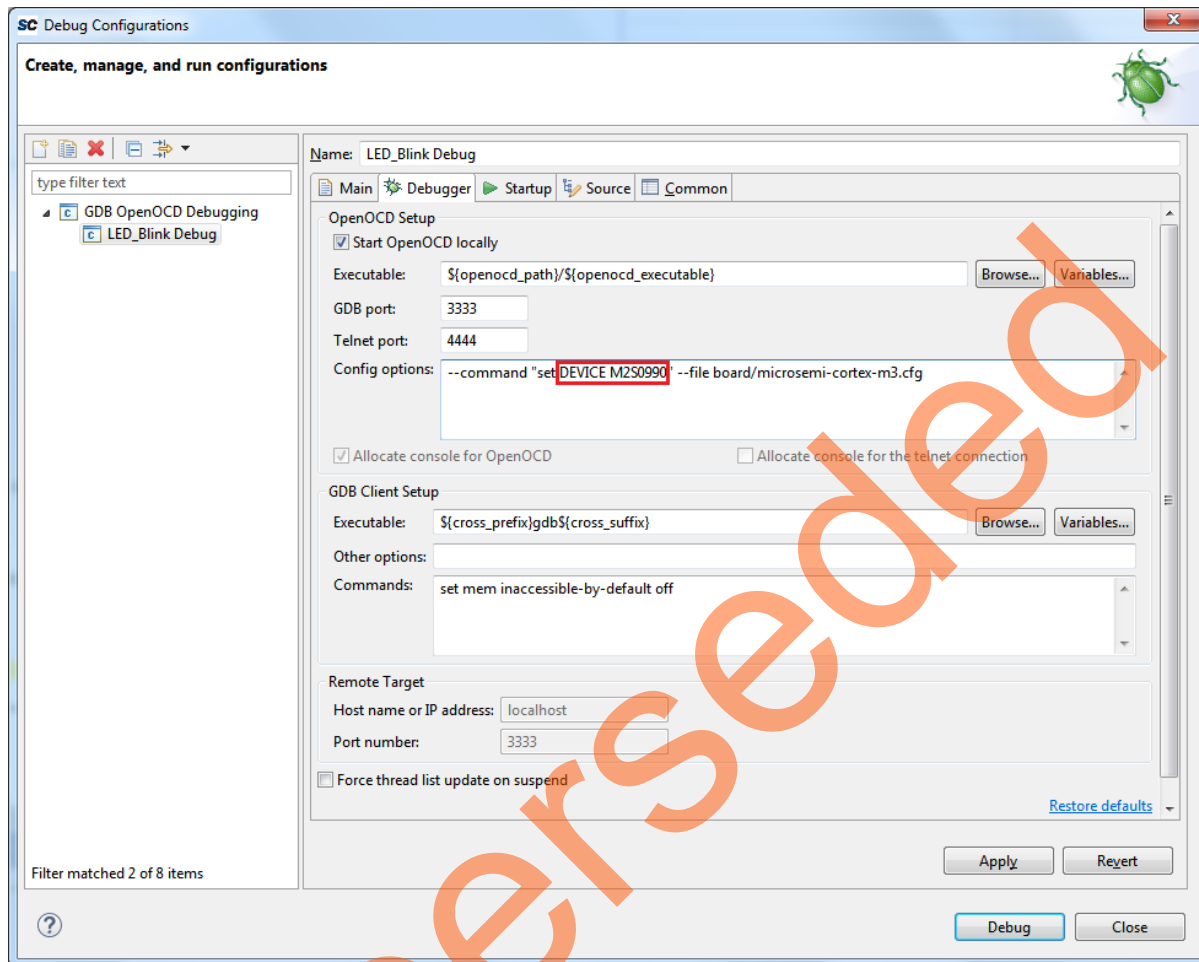 SC Debug Configurations
Create, manage, and run configurations
type filter text
GDB OpenOCD Debugging
LED_Blink Debug
Filter matched 2 of 8 items
Name: LED_Blink Debug
Main Debugger Startup Source Common
OpenOCD Setup
Start OpenOCD locally
Executable: ${openocd_path}/${openocd_executable} Browse... Variables...
GDB port: 3333
Telnet port: 4444
Config options: --command "set DEVICE M2S0990" --file board/microsemi-cortex-m3.cfg
Allocate console for OpenOCD Allocate console for the telnet connection
GDB Client Setup
Executable: ${cross_prefix}gdb${cross_suffix} Browse... Variables...
Other options:
Commands: set mem inaccessible-by-default off
Remote Target
Host name or IP address: localhost
Port number: 3333
Force thread list update on suspend
Restore defaults
Apply Revert
Debug Close
erseded